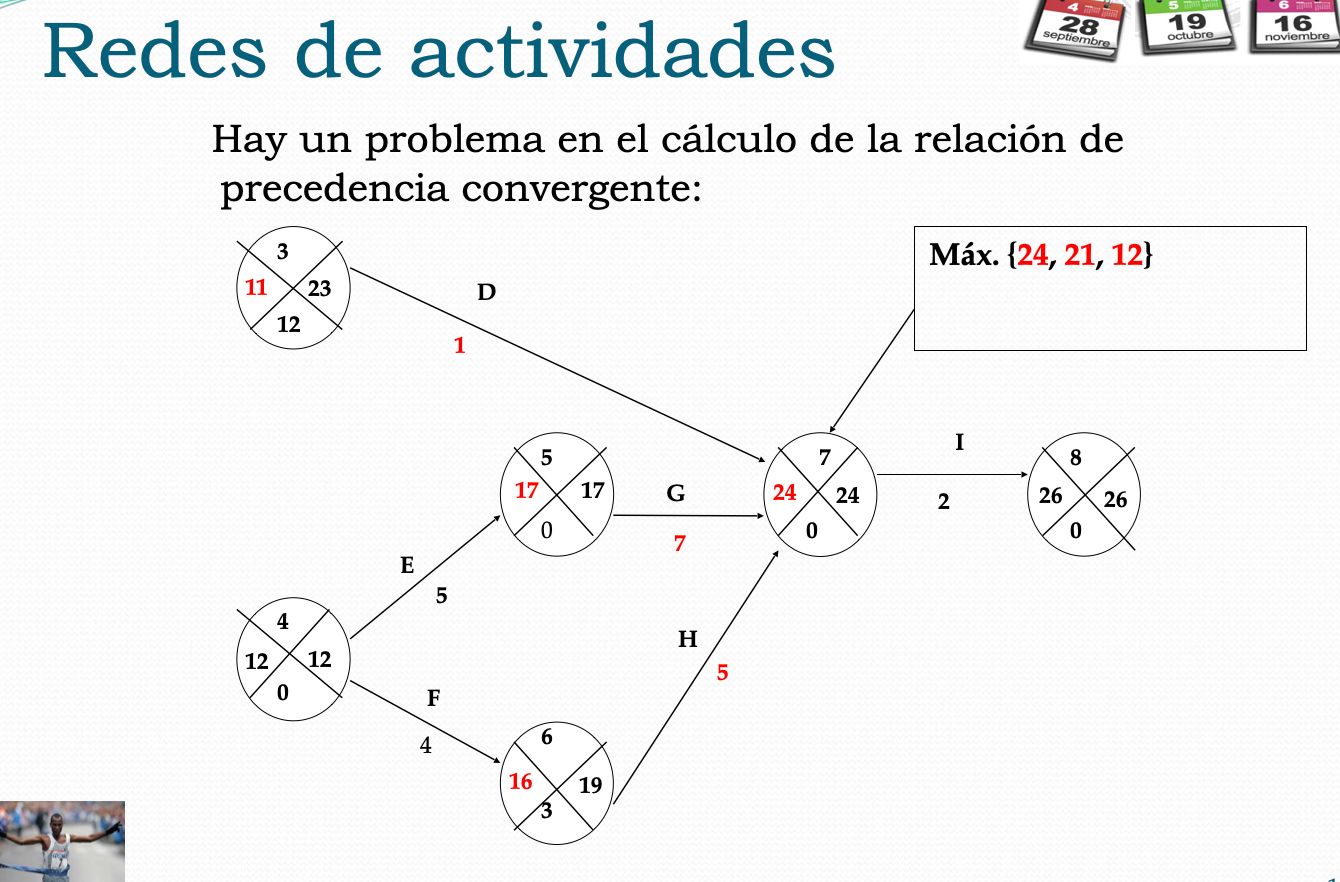 4
28
septiembre
5
19
octubre
6
16
noviembre
Redes de actividades
Hay un problema en el cálculo de la relación de
precedencia convergente:
3
11 23
12
D
1
Máx. {24, 21, 12}
5
17 17
0
G
7
7
24 24
0
I
2
8
26 26
0
E
5
4
12 12
0
F
4
H
5
6
16 19
3